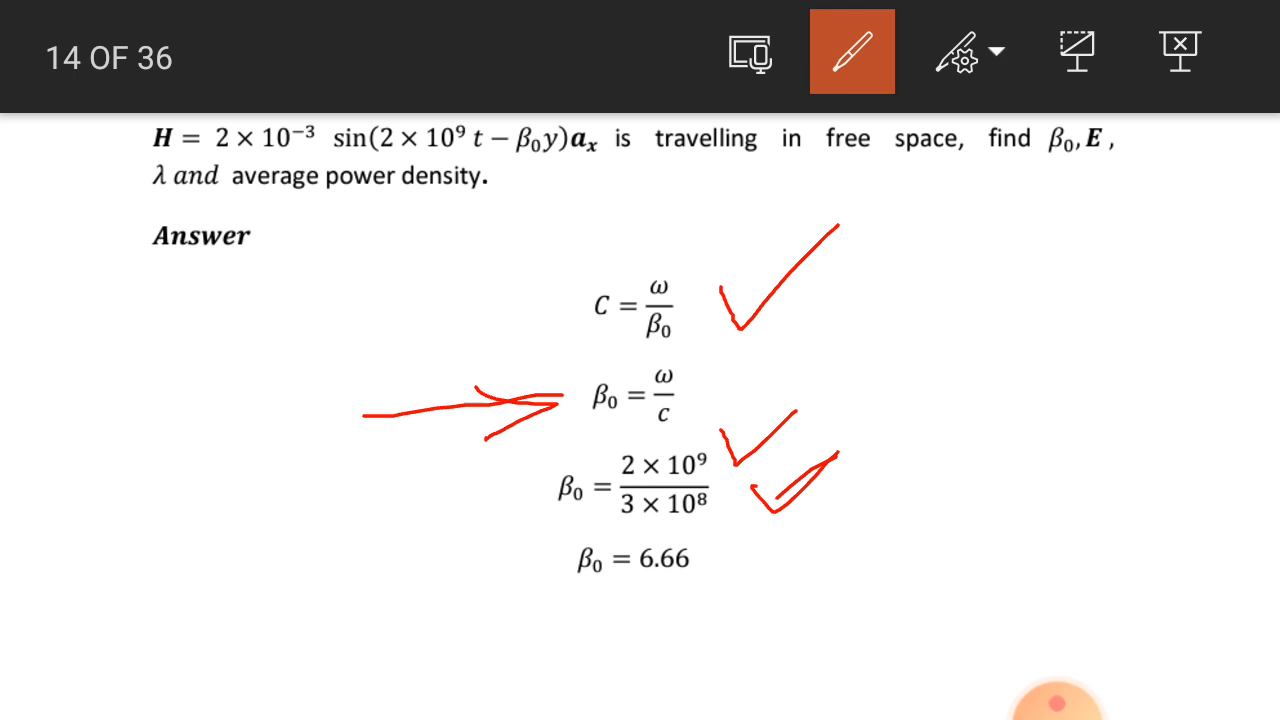 14 OF 36
H = 2 × 10⁻³ sin(2 × 10⁹ t − β₀y)aₓ is travelling in free space, find β₀, E ,
λ and average power density.
Answer
C = ω/β₀
β₀ = ω/c
β₀ = 2 × 10⁹/3 × 10⁸
β₀ = 6.66